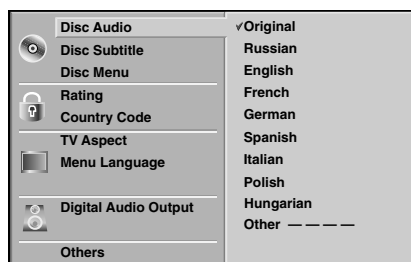 Disc Audio
Disc Subtitle
Disc Menu
Rating
Country Code
TV Aspect
Menu Language
Digital Audio Output
Others
✓Original
Russian
English
French
German
Spanish
Italian
Polish
Hungarian
Other — — — —